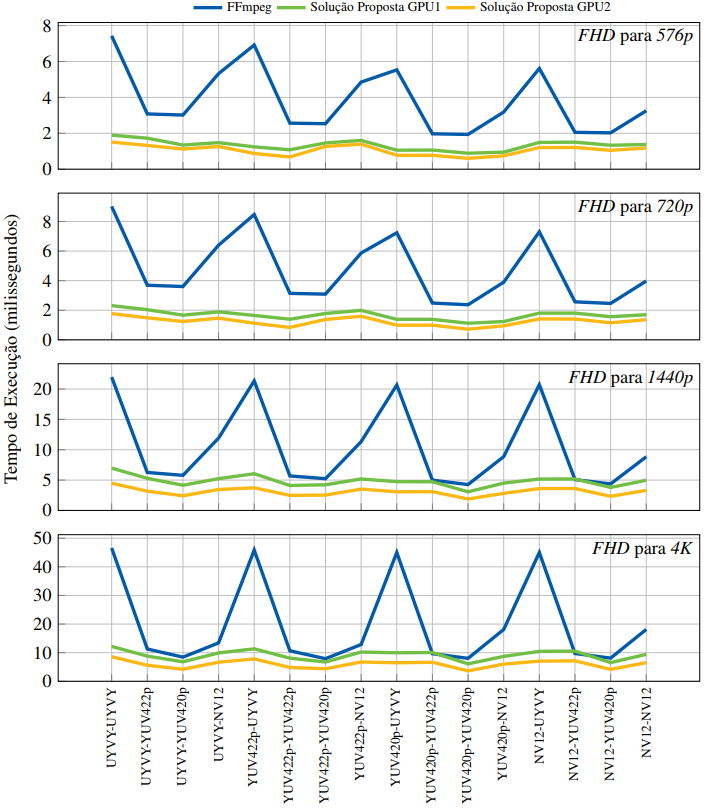 FFmpeg Solução Proposta GPU1 Solução Proposta GPU2
Tempo de Execução (milissegundos)
FHD para 576p
8
6
4
2
0
FHD para 720p
8
6
4
2
0
FHD para 1440p
20
15
10
5
0
FHD para 4K
50
40
30
20
10
0
UYVY-UYVY
UYVY-YUV422p
UYVY-YUV420p
UYVY-NV12
YUV422p-UYVY
YUV422p-YUV422p
YUV422p-YUV420p
YUV422p-NV12
YUV420p-UYVY
YUV420p-YUV422p
YUV420p-YUV420p
YUV420p-NV12
NV12-UYVY
NV12-YUV422p
NV12-YUV420p
NV12-NV12